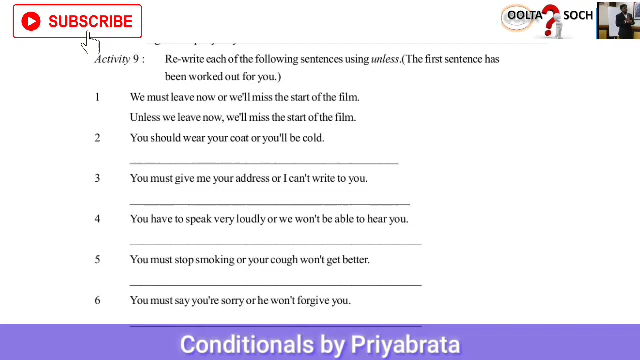 SUBSCRIBE
OOLTA SOCH
Activity 9 : Re-write each of the following sentences using unless.(The first sentence has
been worked out for you.)
1 We must leave now or we'll miss the start of the film.
Unless we leave now, we'll miss the start of the film.
2 You should wear your coat or you'll be cold.
3 You must give me your address or I can't write to you.
4 You have to speak very loudly or we won't be able to hear you.
5 You must stop smoking or your cough won't get better.
6 You must say you're sorry or he won't forgive you.
Conditionals by Priyabrata